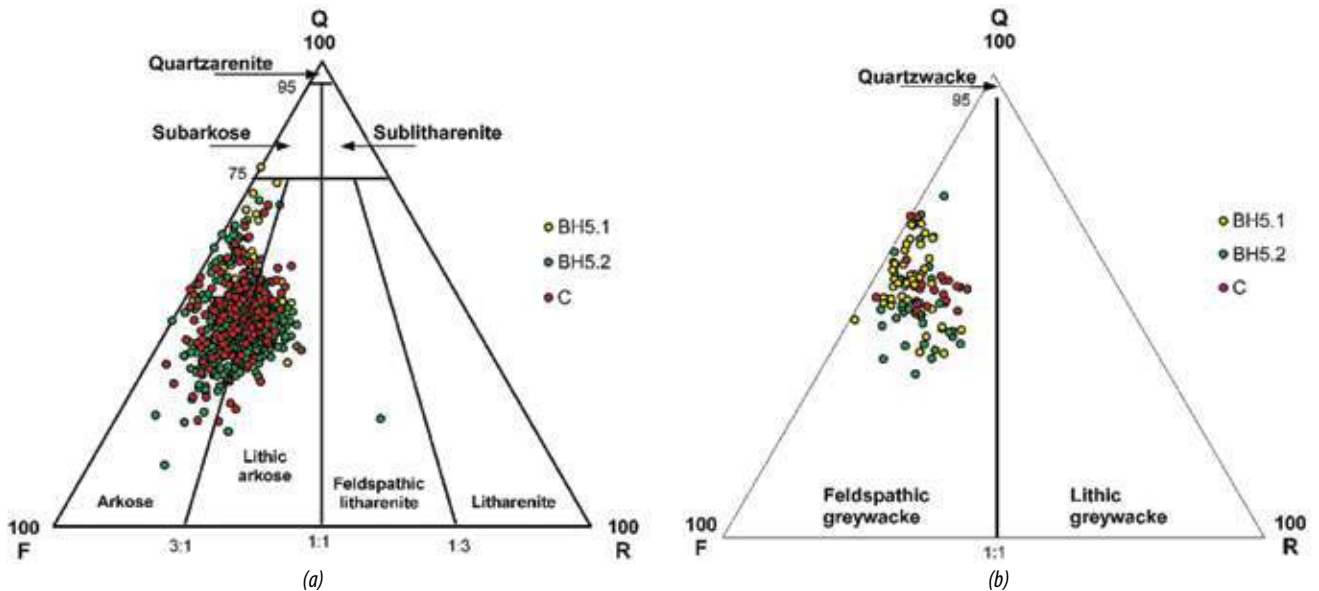 Q
100
Quartzarenite
95
Subarkose
Sublitharenite
75
BH5.1
BH5.2
C
Lithic
arkose
Feldspathic
litharenite
Arkose
Litharenite
100
F
3:1
1:1
1:3
100
R
(a)
Q
100
Quartzwacke
95
BH5.1
BH5.2
C
Feldspathic
greywacke
Lithic
greywacke
100
F
1:1
100
R
(b)